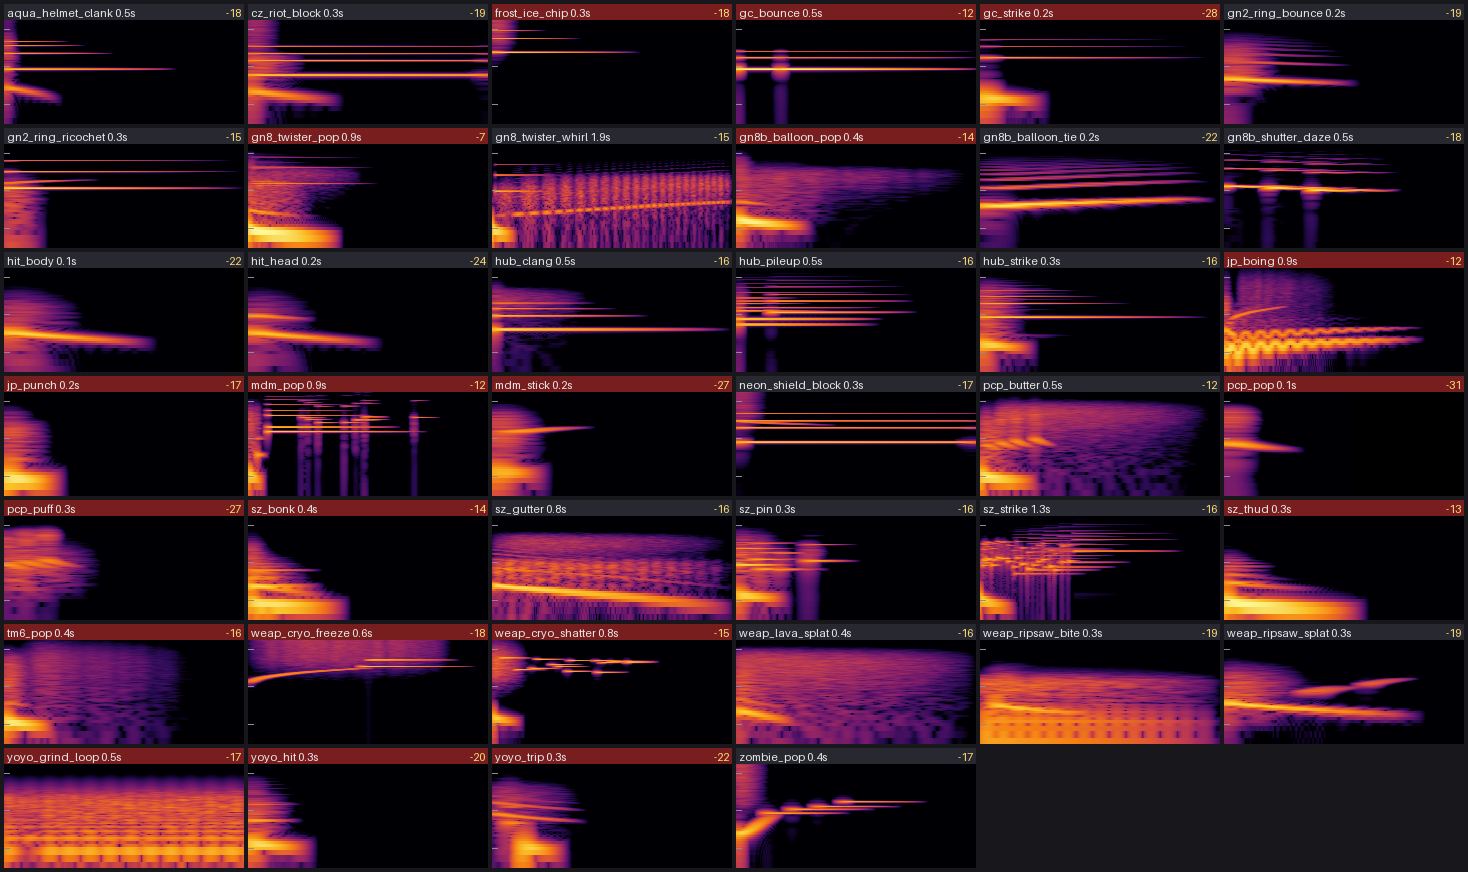 aqua_helmet_clank 0.5s -18
cz_riot_block 0.3s -19
frost_ice_chip 0.3s -18
gc_bounce 0.5s -12
gc_strike 0.2s -28
gn2_ring_bounce 0.2s -19
gn2_ring_ricochet 0.3s -15
gn8_twister_pop 0.9s -7
gn8_twister_whirl 1.9s -15
gn8b_balloon_pop 0.4s -14
gn8b_balloon_tie 0.2s -22
gn8b_shutter_daze 0.5s -18
hit_body 0.1s -22
hit_head 0.2s -24
hub_clang 0.5s -16
hub_pileup 0.5s -16
hub_strike 0.3s -16
jp_boing 0.9s -12
jp_punch 0.2s -17
mdm_pop 0.9s -12
mdm_stick 0.2s -27
neon_shield_block 0.3s -17
pcp_butter 0.5s -12
pcp_pop 0.1s -31
pcp_puff 0.3s -27
sz_bonk 0.4s -14
sz_gutter 0.8s -16
sz_pin 0.3s -16
sz_strike 1.3s -16
sz_thud 0.3s -13
tm6_pop 0.4s -16
weap_cryo_freeze 0.6s -18
weap_cryo_shatter 0.8s -15
weap_lava_splat 0.4s -16
weap_ripsaw_bite 0.3s -19
weap_ripsaw_splat 0.3s -19
yoyo_grind_loop 0.5s -17
yoyo_hit 0.3s -20
yoyo_trip 0.3s -22
zombie_pop 0.4s -17